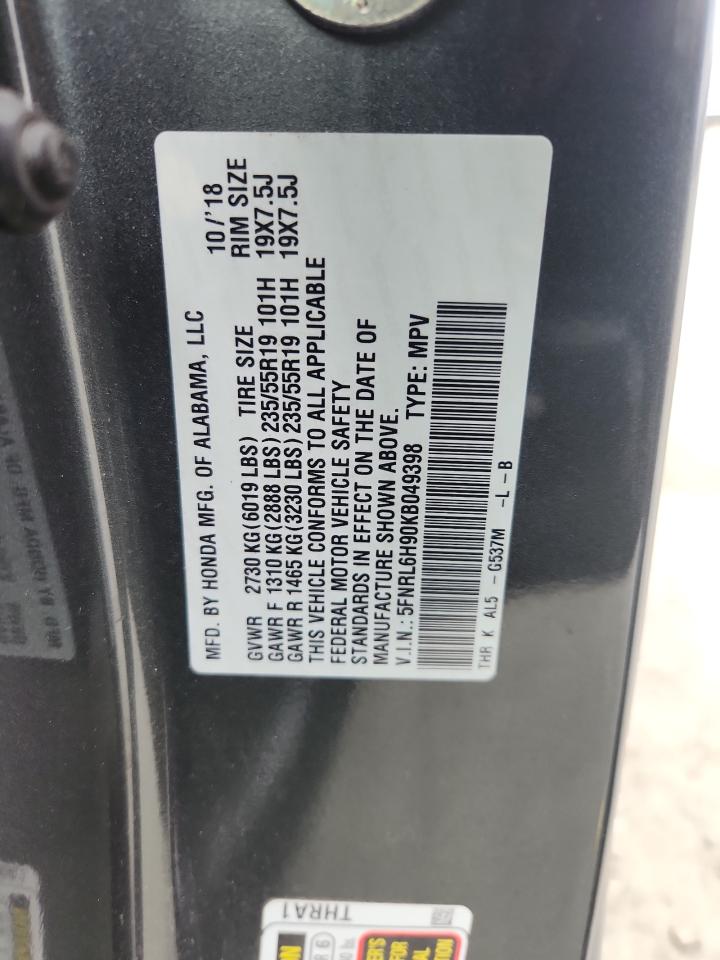 MFD. BY HONDA MFG. OF ALABAMA, LLC 10/'18
GVWR 2730 KG(6019 LBS) TIRE SIZE RIM SIZE
GAWR F 1310 KG(2888 LBS)235/55R19 101H 19X7.5J
GAWR R 1465 KG(3230 LBS)235/55R19 101H 19X7.5J
THIS VEHICLE CONFORMS TO ALL APPLICABLE
FEDERAL MOTOR VEHICLE SAFETY
STANDARDS IN EFFECT ON THE DATE OF
MANUFACTURE SHOWN ABOVE.
V.I.N.: 5FNRL6H90KB049398 TYPE: MPV
THR K AL5 -G537M -L-B
THRA1